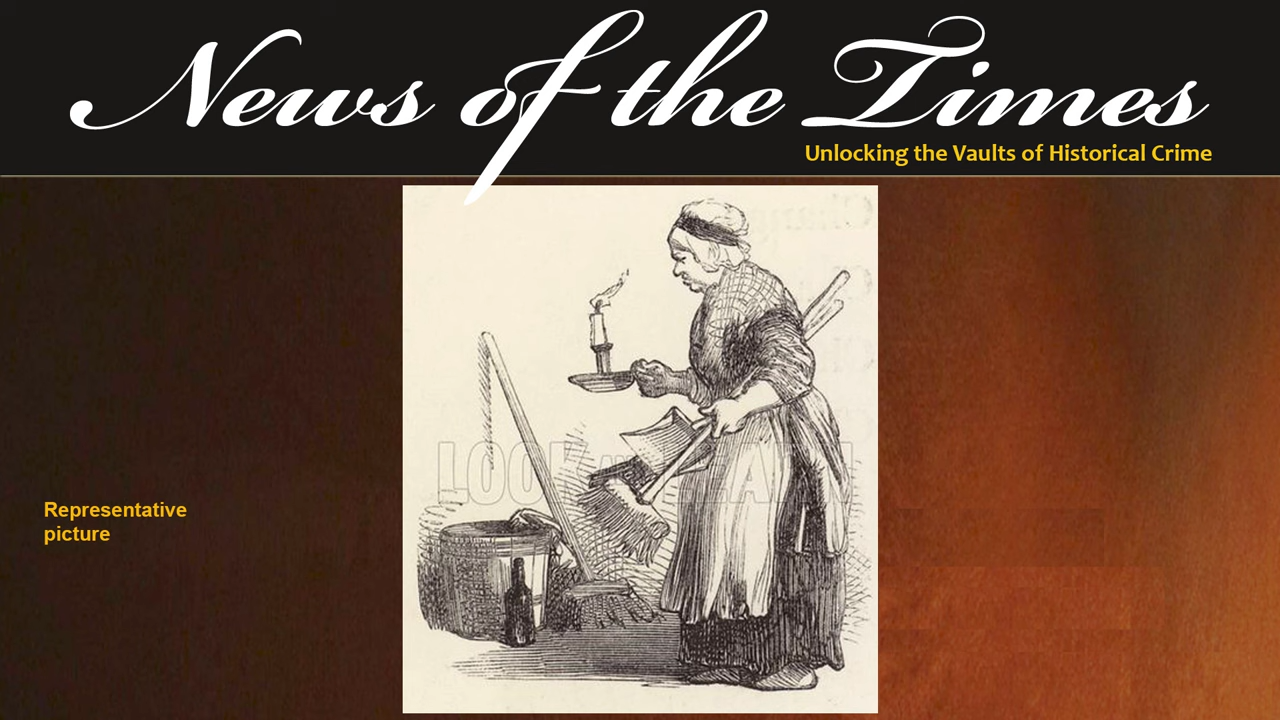 News of the Times
Unlocking the Vaults of Historical Crime
Representative
picture